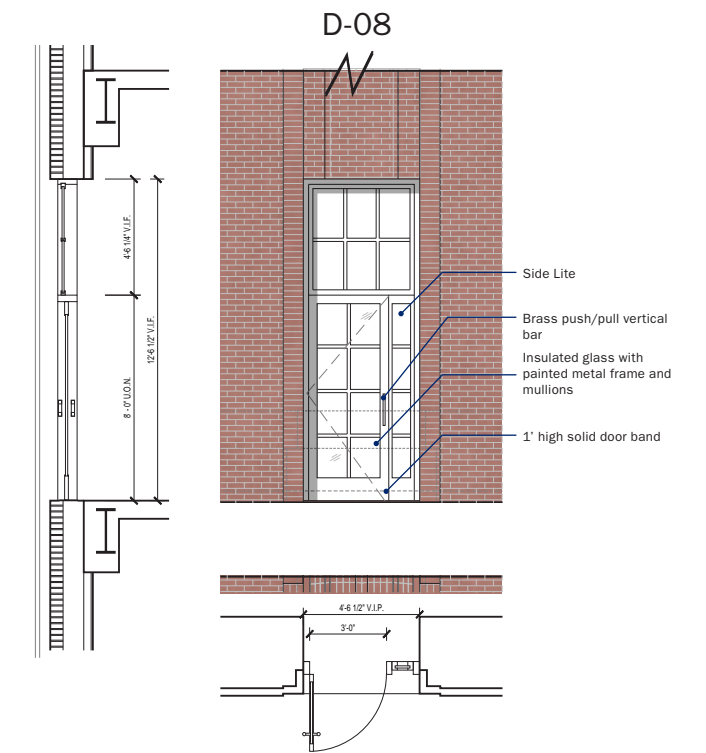 D-08
4'-6 1/4" V.I.F.
12'-6 1/2" V.I.F.
8 - 0" U.O.N.
Side Lite
Brass push/pull vertical
bar
Insulated glass with
painted metal frame and
mullions
1' high solid door band
4'-6 1/2" V.I.P.
3'-0"